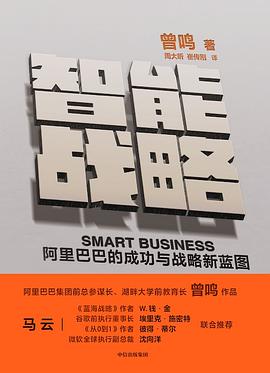 曾鸣 著
周大昕 崔传刚 译
智能
战略
SMART BUSINESS
阿里巴巴的成功与战略新蓝图
阿里巴巴集团前总参谋长、湖畔大学前教育长 曾鸣 作品
马云
《蓝海战略》作者 W.钱·金
谷歌前执行董事长 埃里克·施密特
《从0到1》作者 彼得·蒂尔
微软全球执行副总裁 沈向洋
联合推荐
中信出版集团